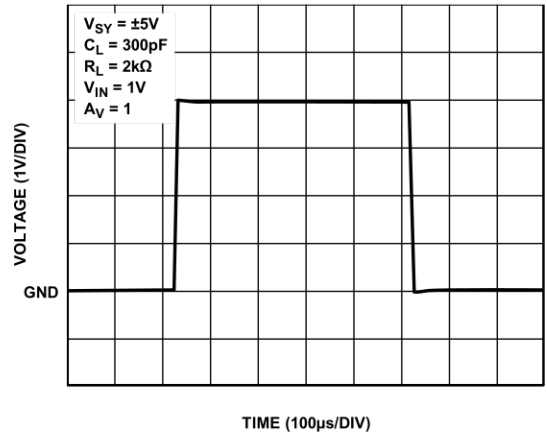 V_SY = ±5V
C_L = 300pF
R_L = 2kΩ
V_IN = 1V
A_V = 1
VOLTAGE (1V/DIV)
GND
TIME (100µs/DIV)